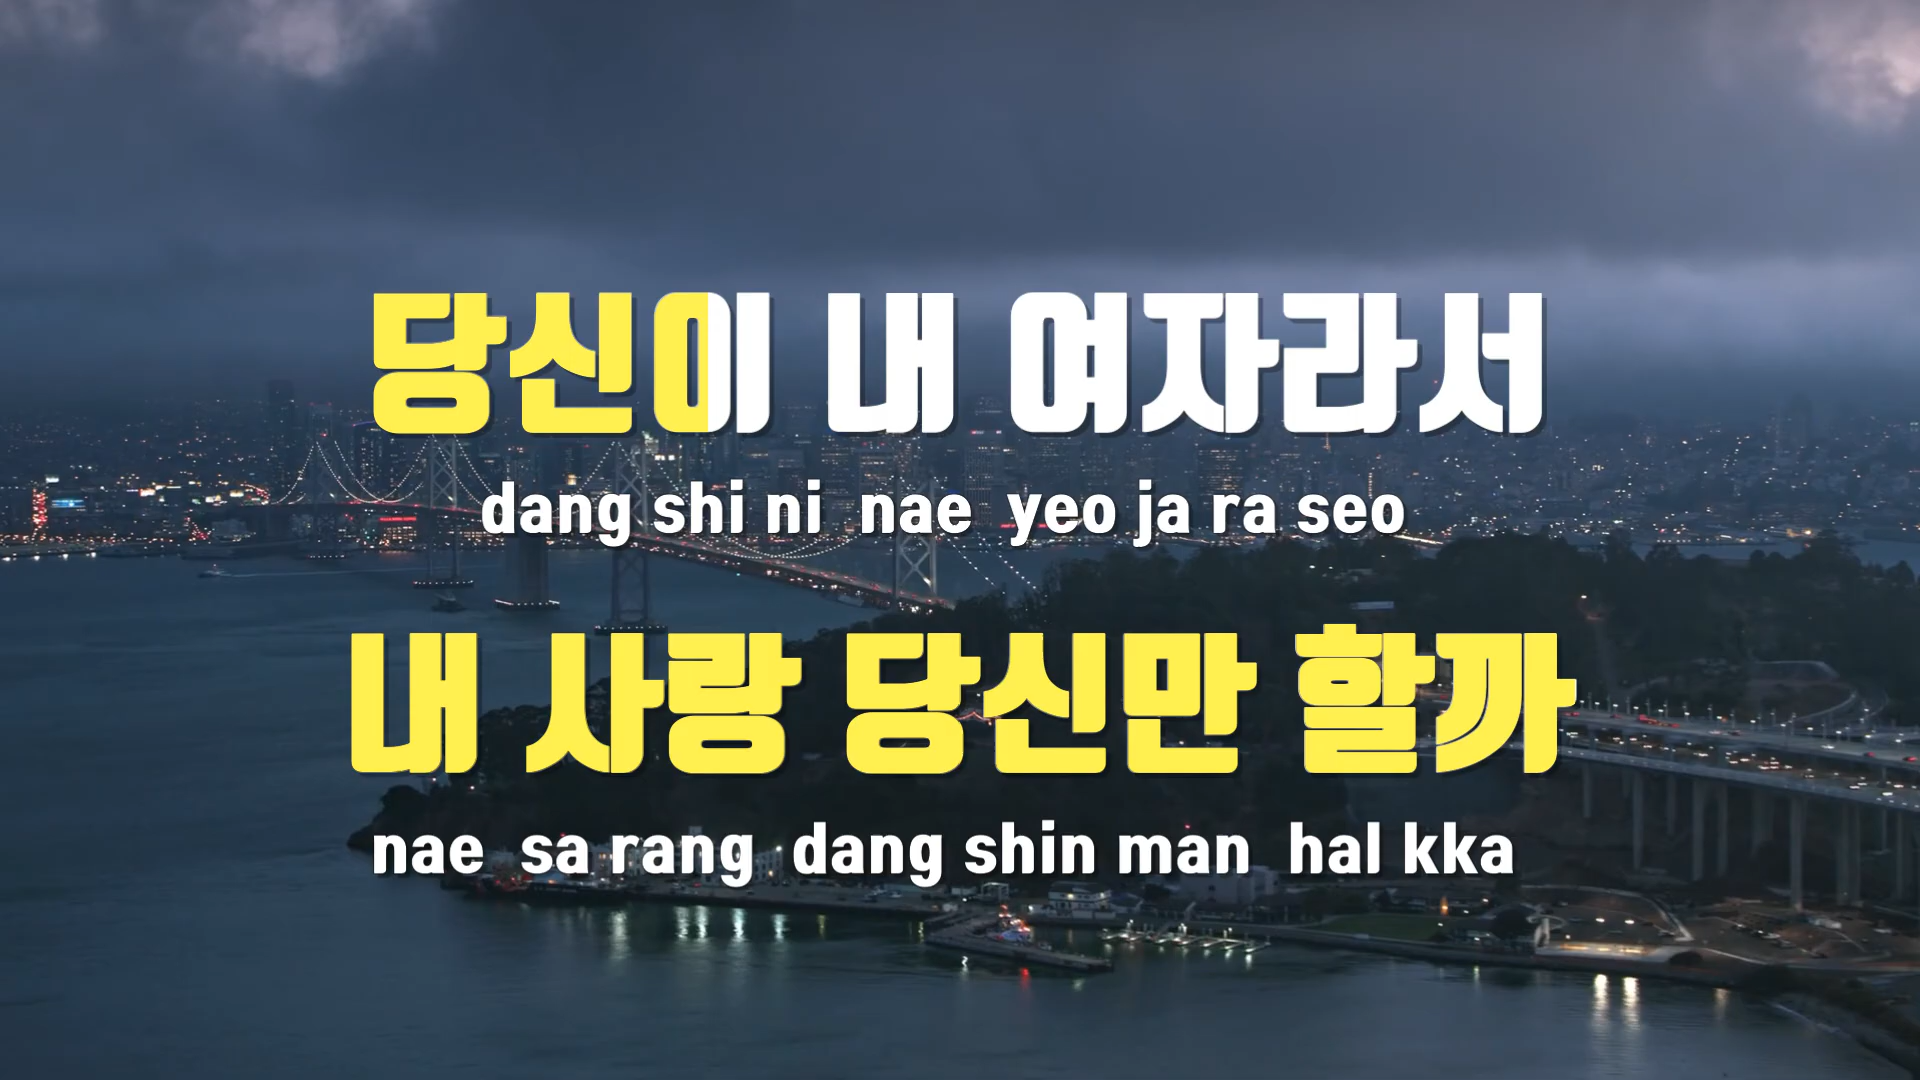 당신이 내 여자라서
dang shi ni nae yeo ja ra seo
내 사랑 당신만 할까
nae sa rang dang shin man hal kka